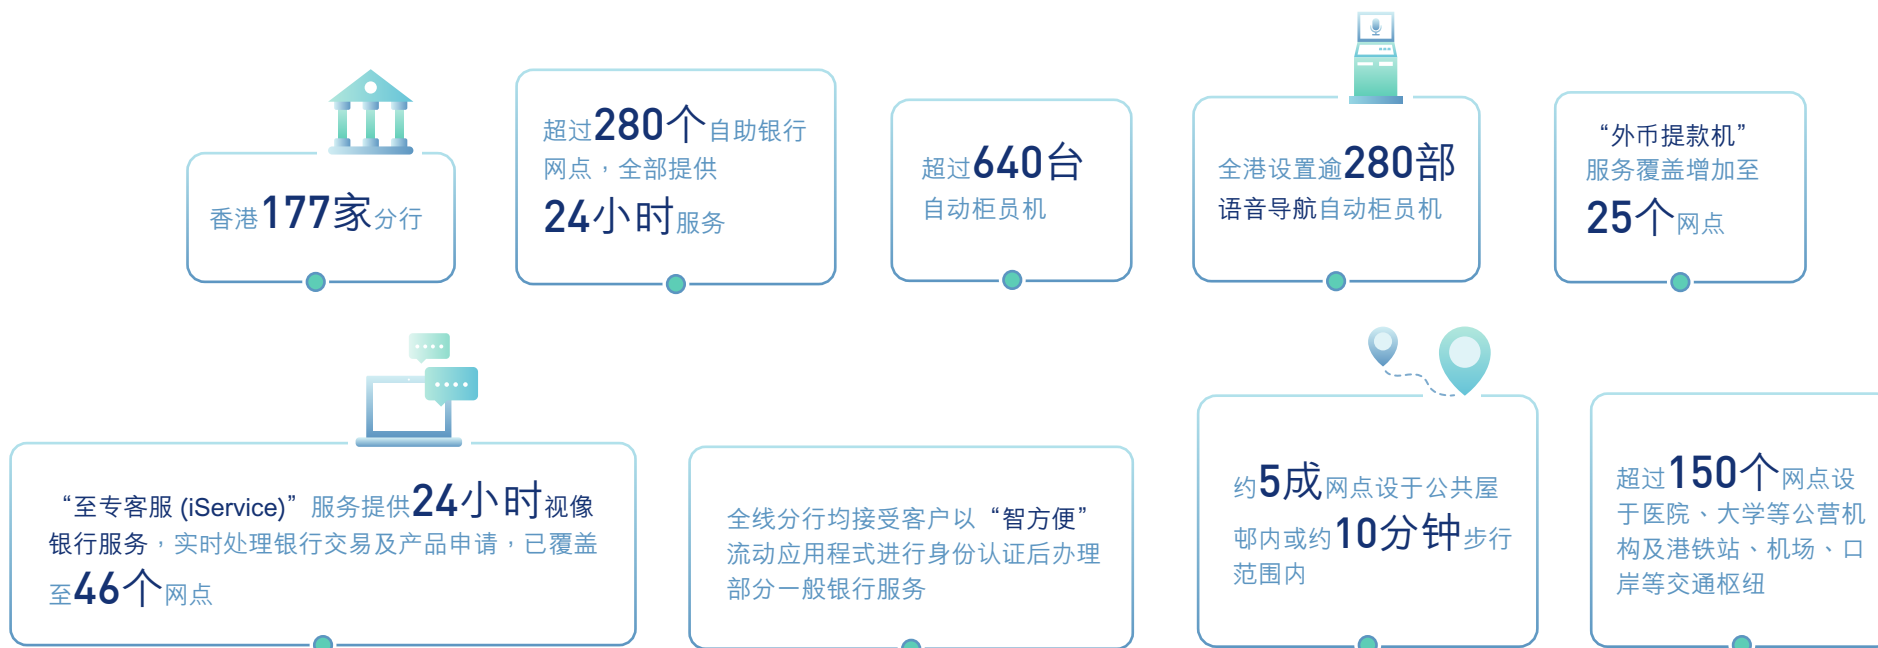 香港177家分行
超过280个自助银行
网点，全部提供
24小时服务
超过640台
自动柜员机
全港设置逾280部
语音导航自动柜员机
“外币提款机”
服务覆盖增加至
25个网点
“至专客服 (iService)”服务提供24小时视像
银行服务，实时处理银行交易及产品申请，已覆盖
至46个网点
全线分行均接受客户以“智方便”
流动应用程式进行身份认证后办理
部分一般银行服务
约5成网点设于公共屋
邨内或约10分钟步行
范围内
超过150个网点设
于医院、大学等公营机
构及港铁站、机场、口
岸等交通枢纽